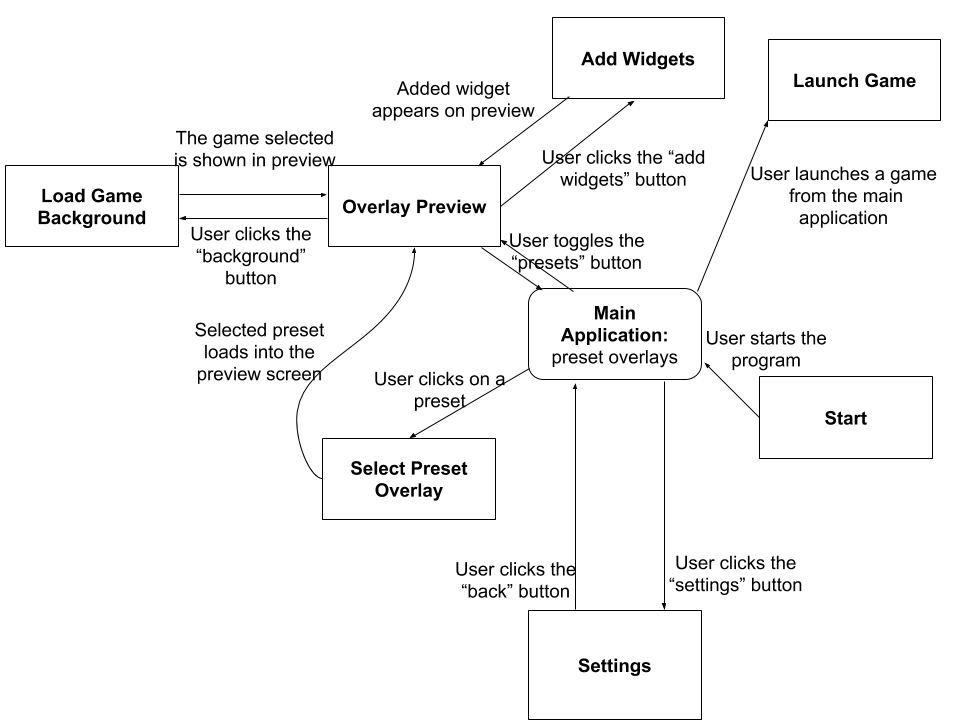 Add Widgets
Launch Game
Added widget
appears on preview
The game selected
is shown in preview
User clicks the “add
widgets” button
User launches a game
from the main
application
Load Game
Background
Overlay Preview
User clicks the
“background”
button
User toggles the
“presets” button
Main
Application:
preset overlays
Selected preset
loads into the
preview screen
User starts the
program
User clicks on a
preset
Start
Select Preset
Overlay
User clicks the
“back” button
User clicks the
“settings” button
Settings